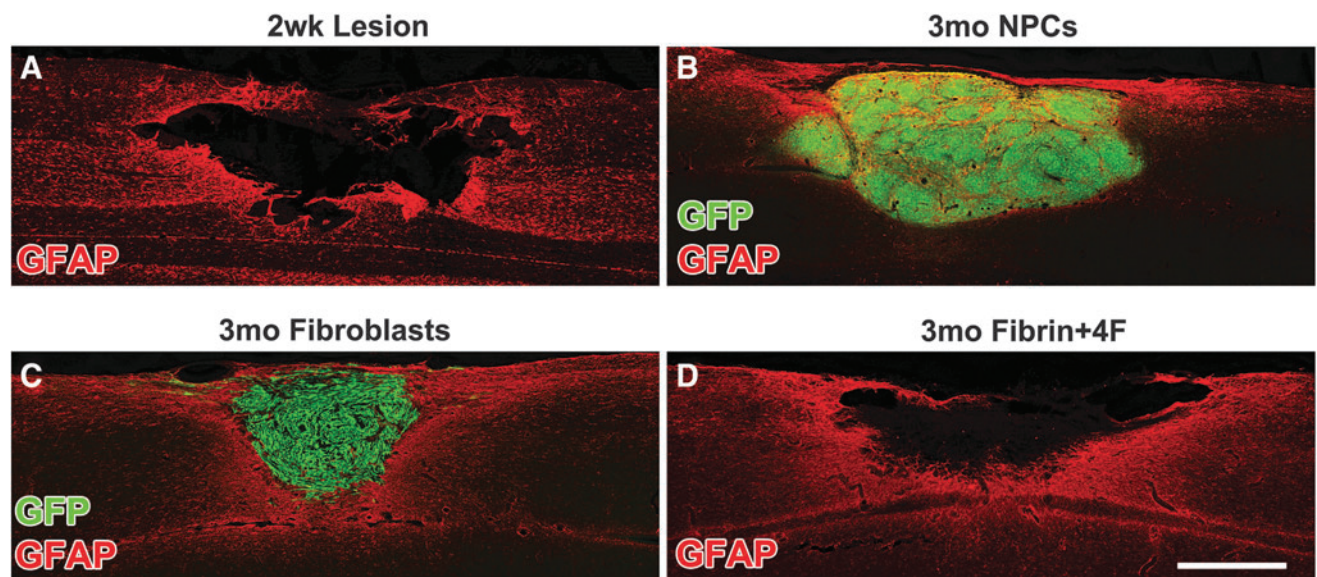 2wk Lesion
3mo NPCs
A
GFAP
B
GFP
GFAP
3mo Fibroblasts
3mo Fibrin+4F
C
GFP
GFAP
D
GFAP